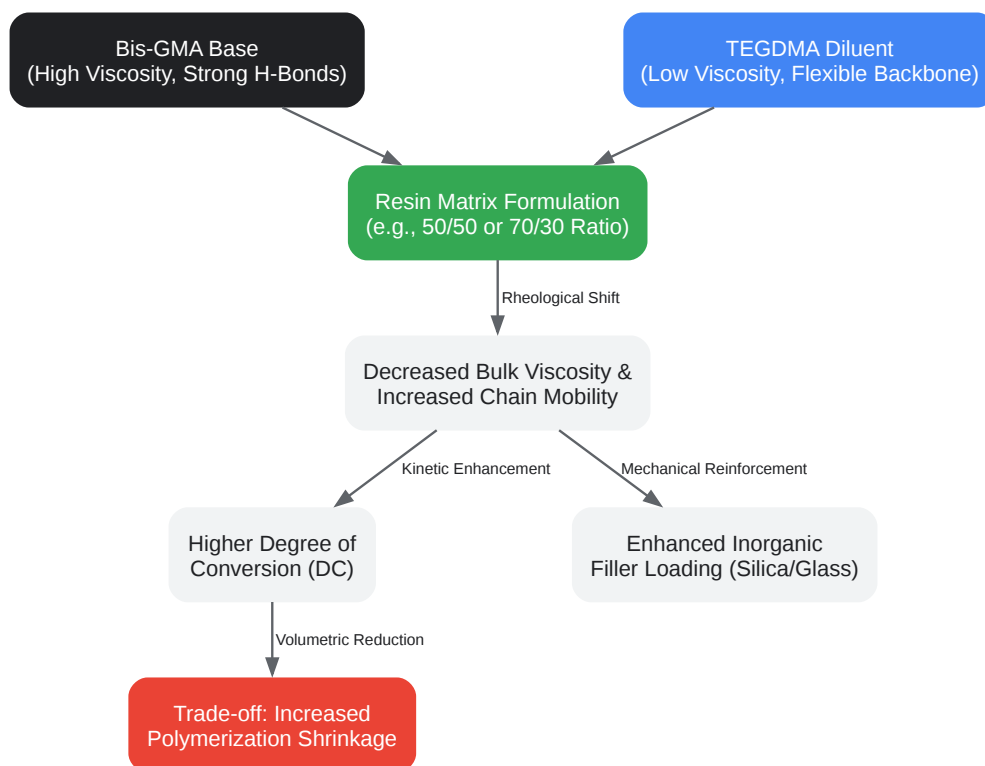 Bis-GMA Base
(High Viscosity, Strong H-Bonds)
TEGDMA Diluent
(Low Viscosity, Flexible Backbone)
Resin Matrix Formulation
(e.g., 50/50 or 70/30 Ratio)
Rheological Shift
Decreased Bulk Viscosity &
Increased Chain Mobility
Kinetic Enhancement
Mechanical Reinforcement
Higher Degree of
Conversion (DC)
Enhanced Inorganic
Filler Loading (Silica/Glass)
Volumetric Reduction
Trade-off: Increased
Polymerization Shrinkage